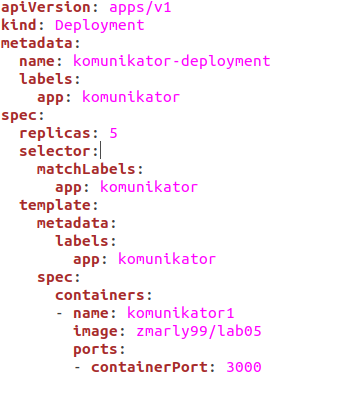 apiVersion: apps/v1
kind: Deployment
metadata:
  name: komunikator-deployment
  labels:
    app: komunikator
spec:
  replicas: 5
  selector:
    matchLabels:
      app: komunikator
  template:
    metadata:
      labels:
        app: komunikator
    spec:
      containers:
      - name: komunikator1
        image: zmarly99/lab05
        ports:
        - containerPort: 3000